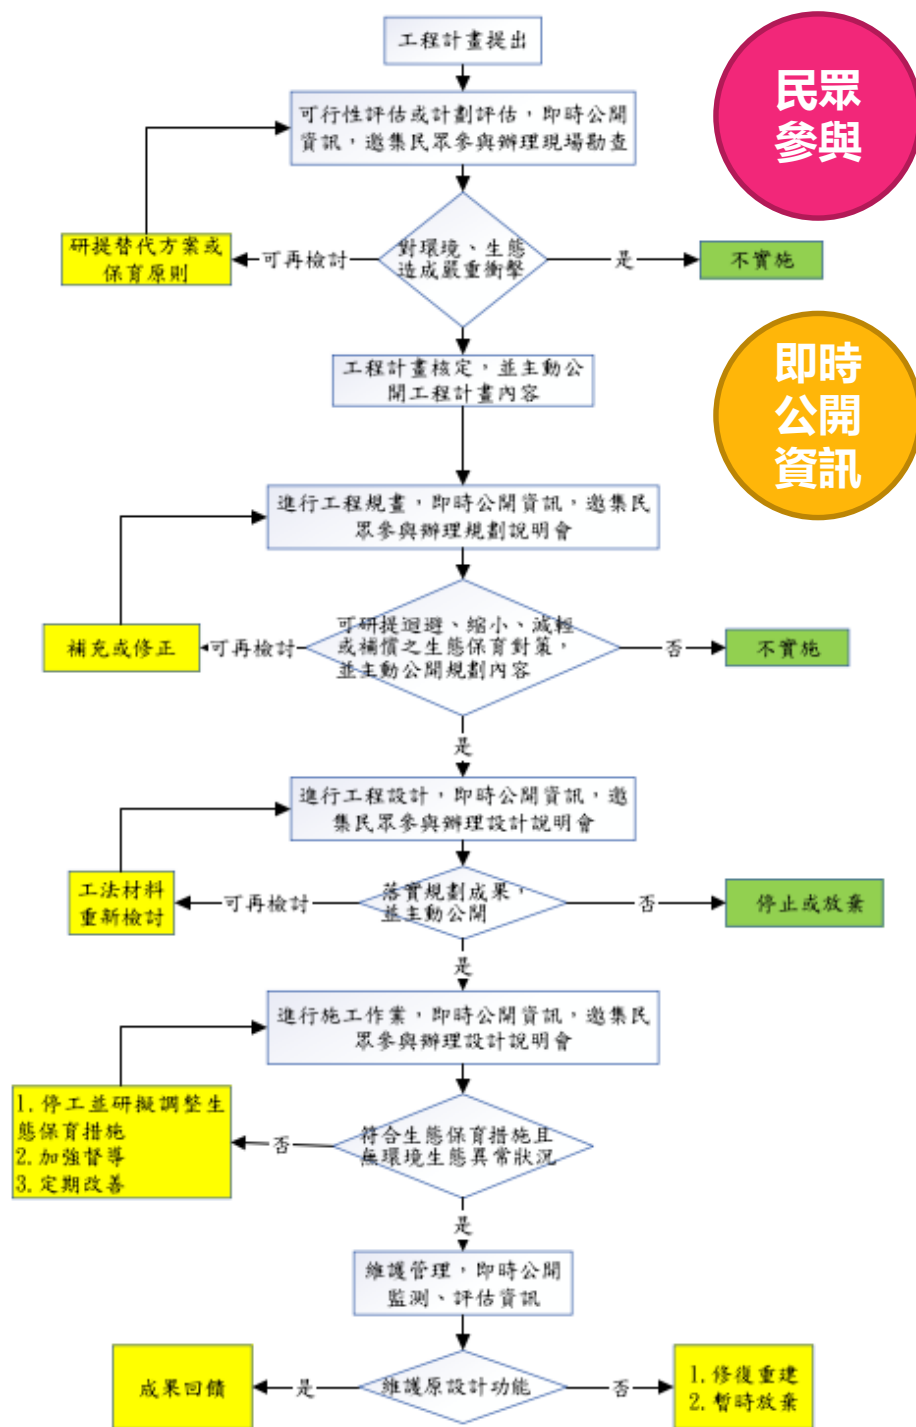 工程計畫提出
民眾
參與
可行性評估或計劃評估，即時公開
資訊，邀集民眾參與辦理現場勘查
研提替代方案或
保育原則
可再檢討
對環境、生態
造成嚴重衝擊
是
不實施
即時
公開
資訊
工程計畫核定，並主動公
開工程計畫內容
進行工程規畫，即時公開資訊，邀集民
眾參與辦理規劃說明會
補充或修正
可再檢討
可研提迴避、縮小、減輕
或補償之生態保育對策，
並主動公開規劃內容
否
不實施
是
進行工程設計，即時公開資訊，邀
集民眾參與辦理設計說明會
工法材料
重新檢討
可再檢討
落實規劃成果，
並主動公開
否
停止或放棄
是
進行施工作業，即時公開資訊，邀集民
眾參與辦理設計說明會
1.停工並研擬調整生
態保育措施
2.加強督導
3.定期改善
否
符合生態保育措施且
無環境生態異常狀況
是
維護管理，即時公開
監測、評估資訊
成果回饋
是
維護原設計功能
否
1.修復重建
2.暫時放棄